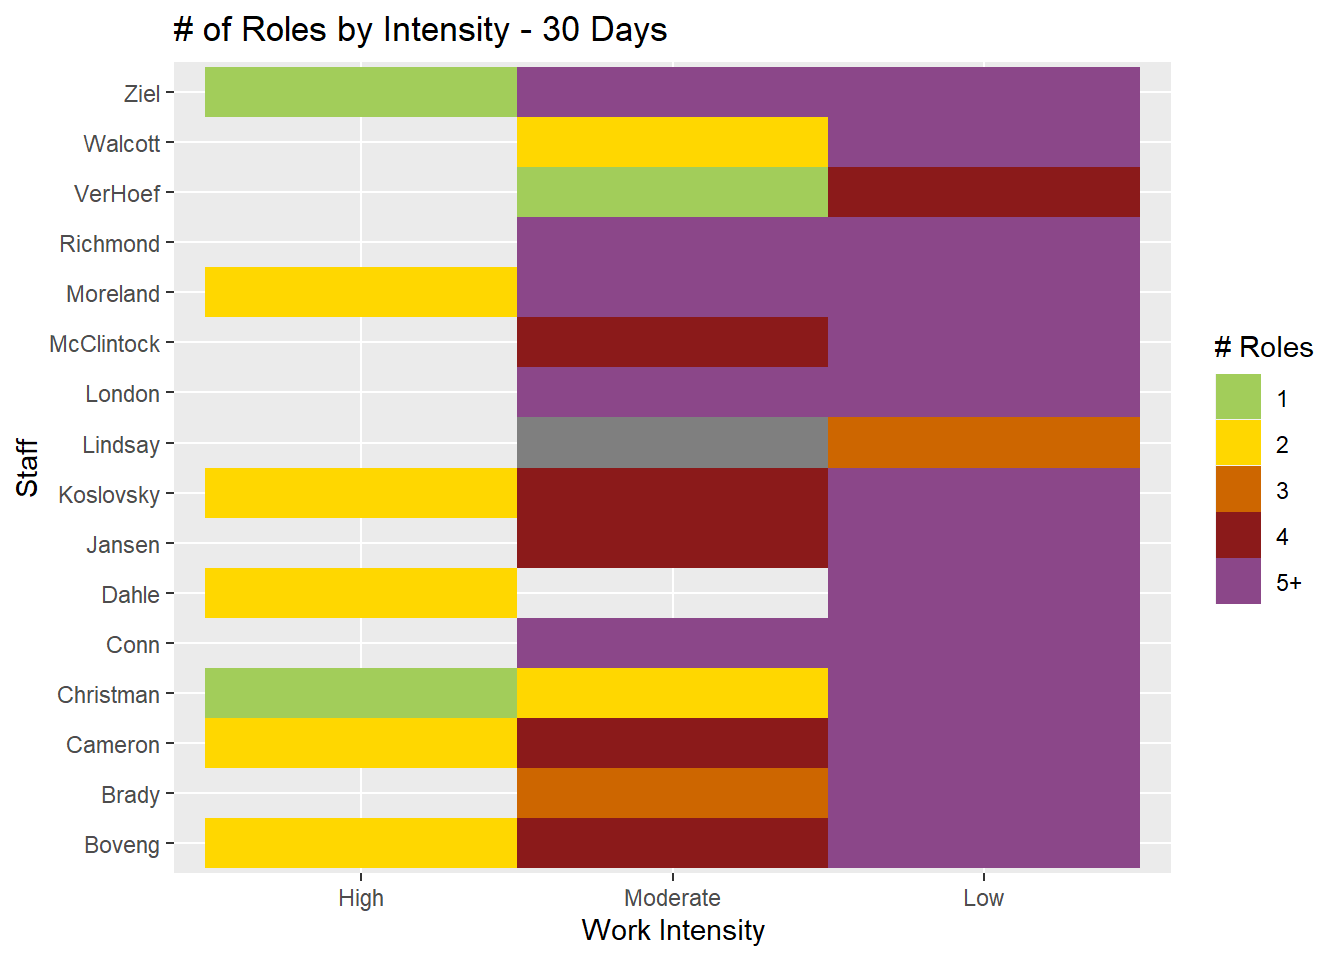 # of Roles by Intensity - 30 Days
Ziel
Walcott
VerHoef
Richmond
Moreland
McClintock
London
Lindsay
Koslovsky
Jansen
Dahle
Conn
Christman
Cameron
Brady
Boveng
Staff
High
Moderate
Low
Work Intensity
# Roles
1
2
3
4
5+